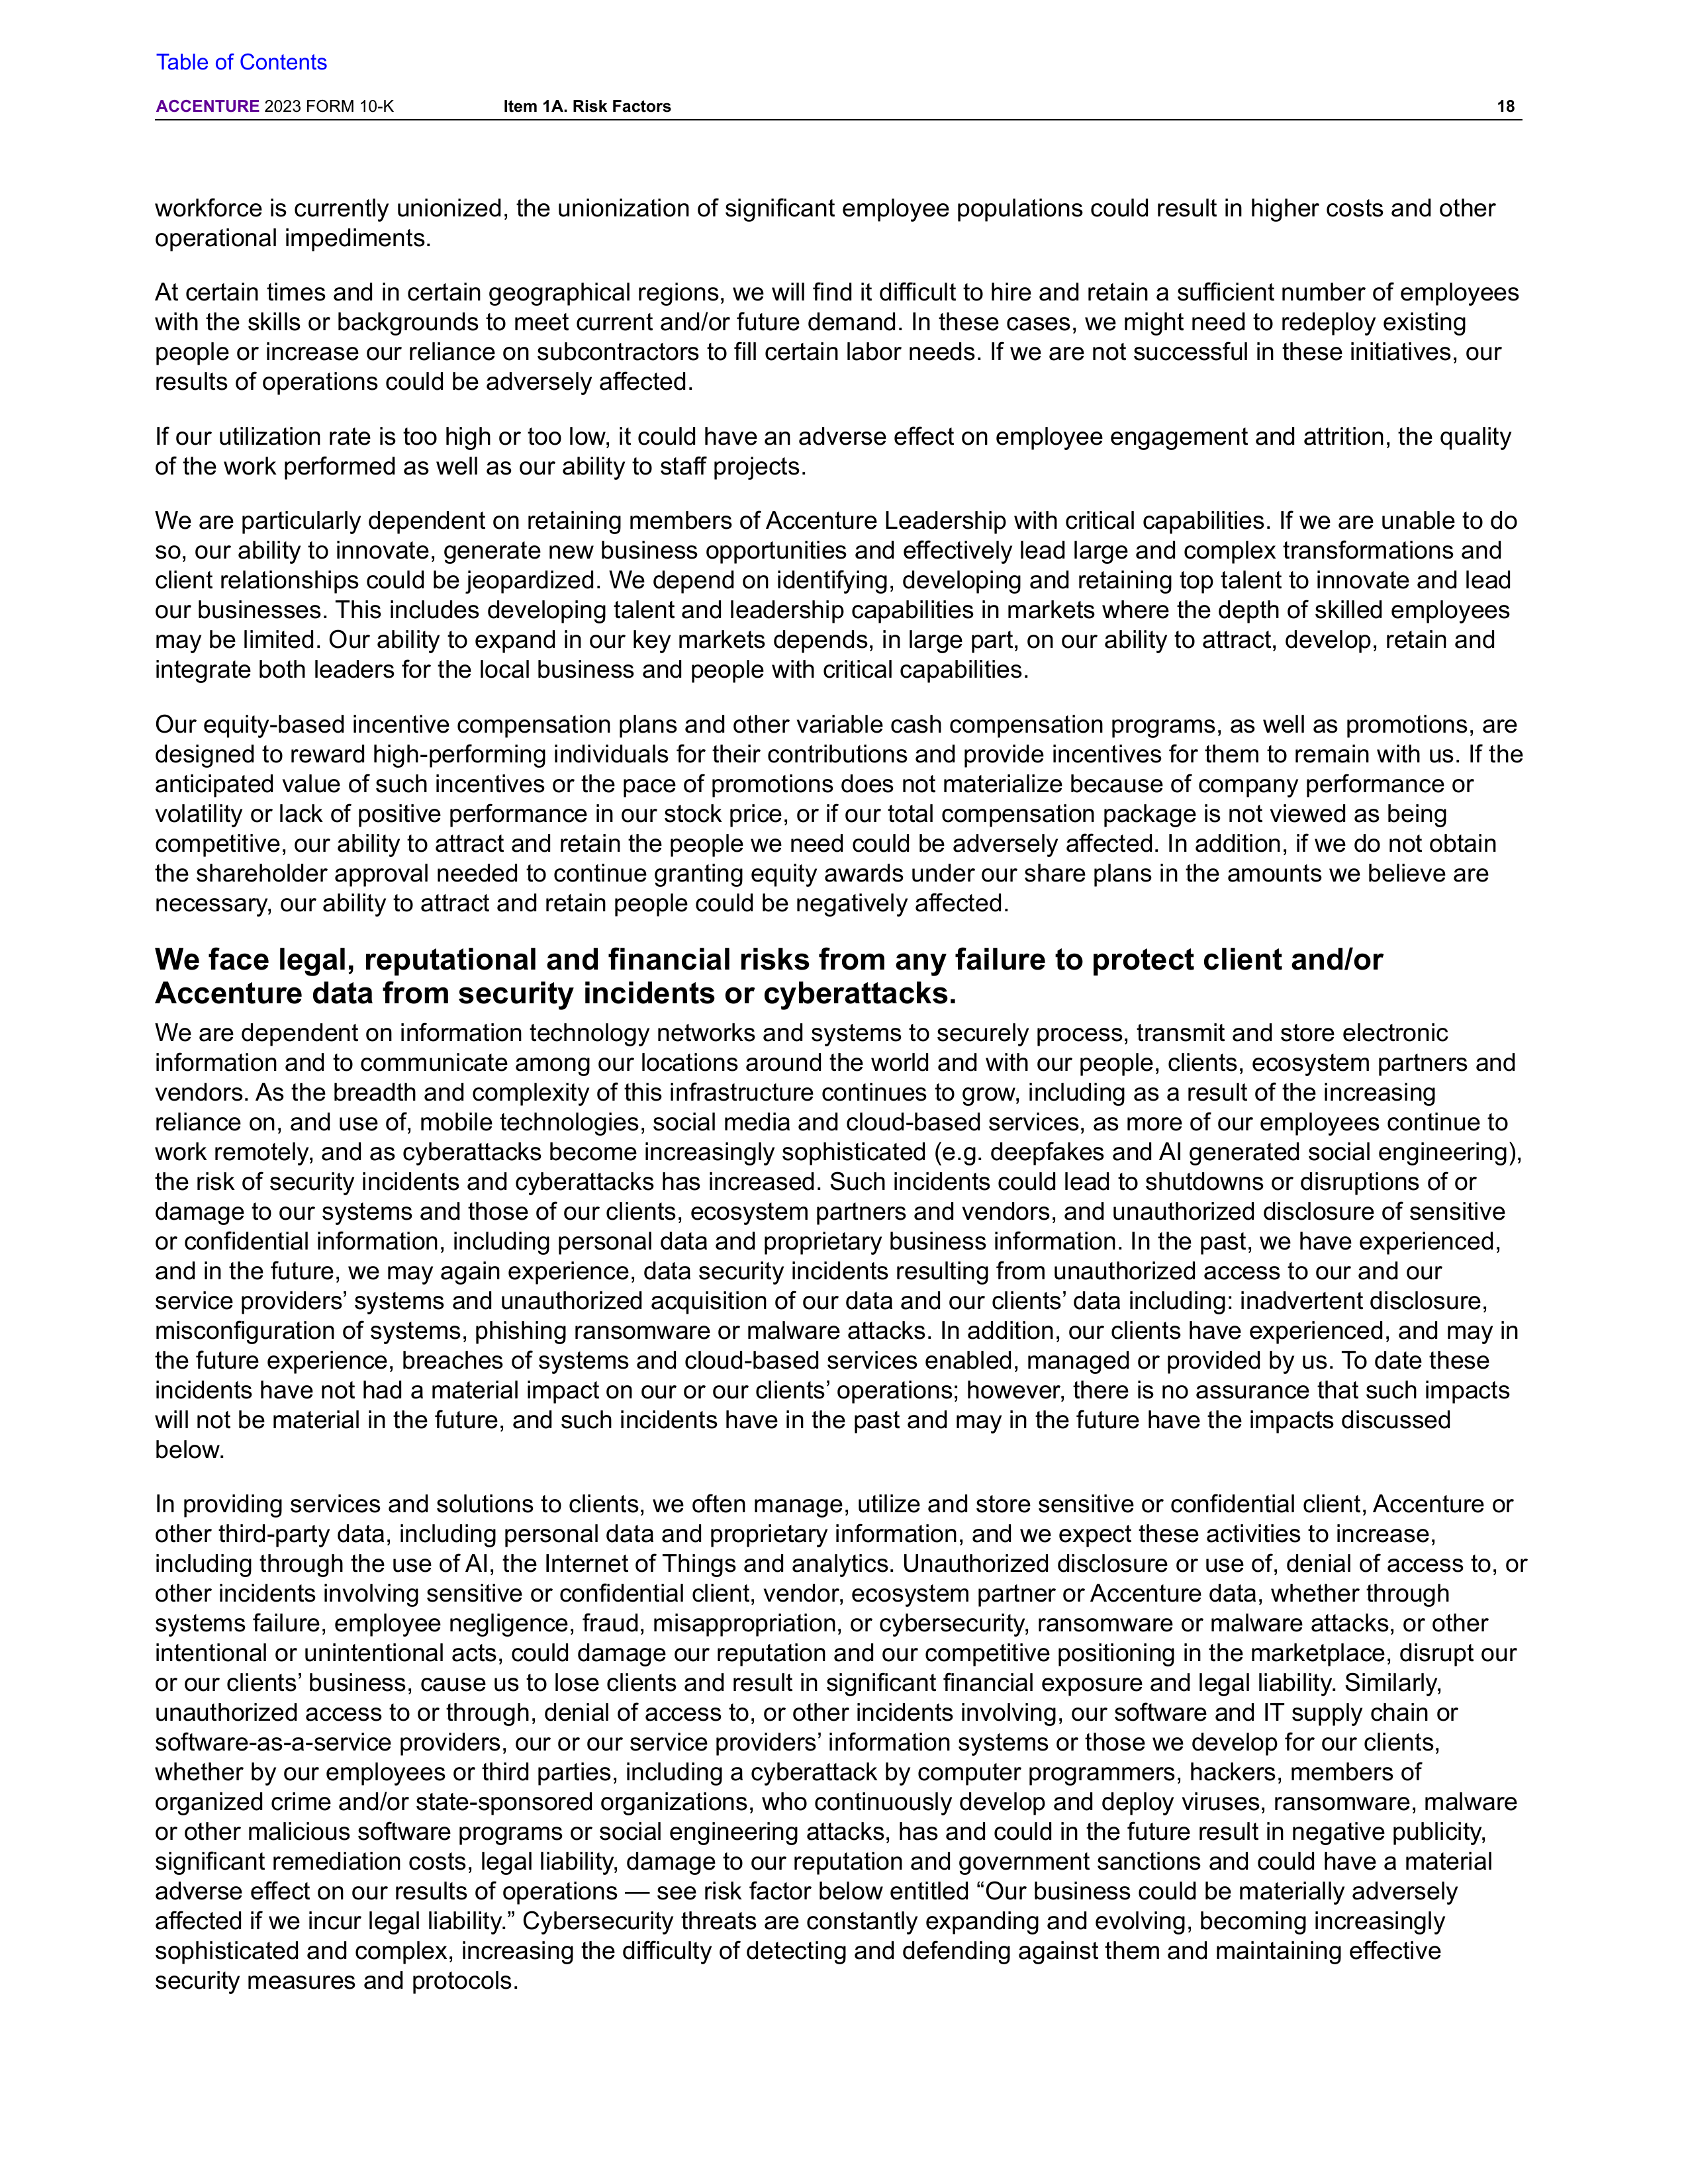 Table of Contents
ACCENTURE 2023 FORM 10-K Item 1A. Risk Factors 18
workforce is currently unionized, the unionization of significant employee populations could result in higher costs and other
operational impediments.
At certain times and in certain geographical regions, we will find it difficult to hire and retain a sufficient number of employees
with the skills or backgrounds to meet current and/or future demand. In these cases, we might need to redeploy existing
people or increase our reliance on subcontractors to fill certain labor needs. If we are not successful in these initiatives, our
results of operations could be adversely affected.
If our utilization rate is too high or too low, it could have an adverse effect on employee engagement and attrition, the quality
of the work performed as well as our ability to staff projects.
We are particularly dependent on retaining members of Accenture Leadership with critical capabilities. If we are unable to do
so, our ability to innovate, generate new business opportunities and effectively lead large and complex transformations and
client relationships could be jeopardized. We depend on identifying, developing and retaining top talent to innovate and lead
our businesses. This includes developing talent and leadership capabilities in markets where the depth of skilled employees
may be limited. Our ability to expand in our key markets depends, in large part, on our ability to attract, develop, retain and
integrate both leaders for the local business and people with critical capabilities.
Our equity-based incentive compensation plans and other variable cash compensation programs, as well as promotions, are
designed to reward high-performing individuals for their contributions and provide incentives for them to remain with us. If the
anticipated value of such incentives or the pace of promotions does not materialize because of company performance or
volatility or lack of positive performance in our stock price, or if our total compensation package is not viewed as being
competitive, our ability to attract and retain the people we need could be adversely affected. In addition, if we do not obtain
the shareholder approval needed to continue granting equity awards under our share plans in the amounts we believe are
necessary, our ability to attract and retain people could be negatively affected.
We face legal, reputational and financial risks from any failure to protect client and/or
Accenture data from security incidents or cyberattacks.
We are dependent on information technology networks and systems to securely process, transmit and store electronic
information and to communicate among our locations around the world and with our people, clients, ecosystem partners and
vendors. As the breadth and complexity of this infrastructure continues to grow, including as a result of the increasing
reliance on, and use of, mobile technologies, social media and cloud-based services, as more of our employees continue to
work remotely, and as cyberattacks become increasingly sophisticated (e.g. deepfakes and AI generated social engineering),
the risk of security incidents and cyberattacks has increased. Such incidents could lead to shutdowns or disruptions of or
damage to our systems and those of our clients, ecosystem partners and vendors, and unauthorized disclosure of sensitive
or confidential information, including personal data and proprietary business information. In the past, we have experienced,
and in the future, we may again experience, data security incidents resulting from unauthorized access to our and our
service providers’ systems and unauthorized acquisition of our data and our clients’ data including: inadvertent disclosure,
misconfiguration of systems, phishing ransomware or malware attacks. In addition, our clients have experienced, and may in
the future experience, breaches of systems and cloud-based services enabled, managed or provided by us. To date these
incidents have not had a material impact on our or our clients’ operations; however, there is no assurance that such impacts
will not be material in the future, and such incidents have in the past and may in the future have the impacts discussed
below.
In providing services and solutions to clients, we often manage, utilize and store sensitive or confidential client, Accenture or
other third-party data, including personal data and proprietary information, and we expect these activities to increase,
including through the use of AI, the Internet of Things and analytics. Unauthorized disclosure or use of, denial of access to, or
other incidents involving sensitive or confidential client, vendor, ecosystem partner or Accenture data, whether through
systems failure, employee negligence, fraud, misappropriation, or cybersecurity, ransomware or malware attacks, or other
intentional or unintentional acts, could damage our reputation and our competitive positioning in the marketplace, disrupt our
or our clients’ business, cause us to lose clients and result in significant financial exposure and legal liability. Similarly,
unauthorized access to or through, denial of access to, or other incidents involving, our software and IT supply chain or
software-as-a-service providers, our or our service providers’ information systems or those we develop for our clients,
whether by our employees or third parties, including a cyberattack by computer programmers, hackers, members of
organized crime and/or state-sponsored organizations, who continuously develop and deploy viruses, ransomware, malware
or other malicious software programs or social engineering attacks, has and could in the future result in negative publicity,
significant remediation costs, legal liability, damage to our reputation and government sanctions and could have a material
adverse effect on our results of operations — see risk factor below entitled “Our business could be materially adversely
affected if we incur legal liability.” Cybersecurity threats are constantly expanding and evolving, becoming increasingly
sophisticated and complex, increasing the difficulty of detecting and defending against them and maintaining effective
security measures and protocols.